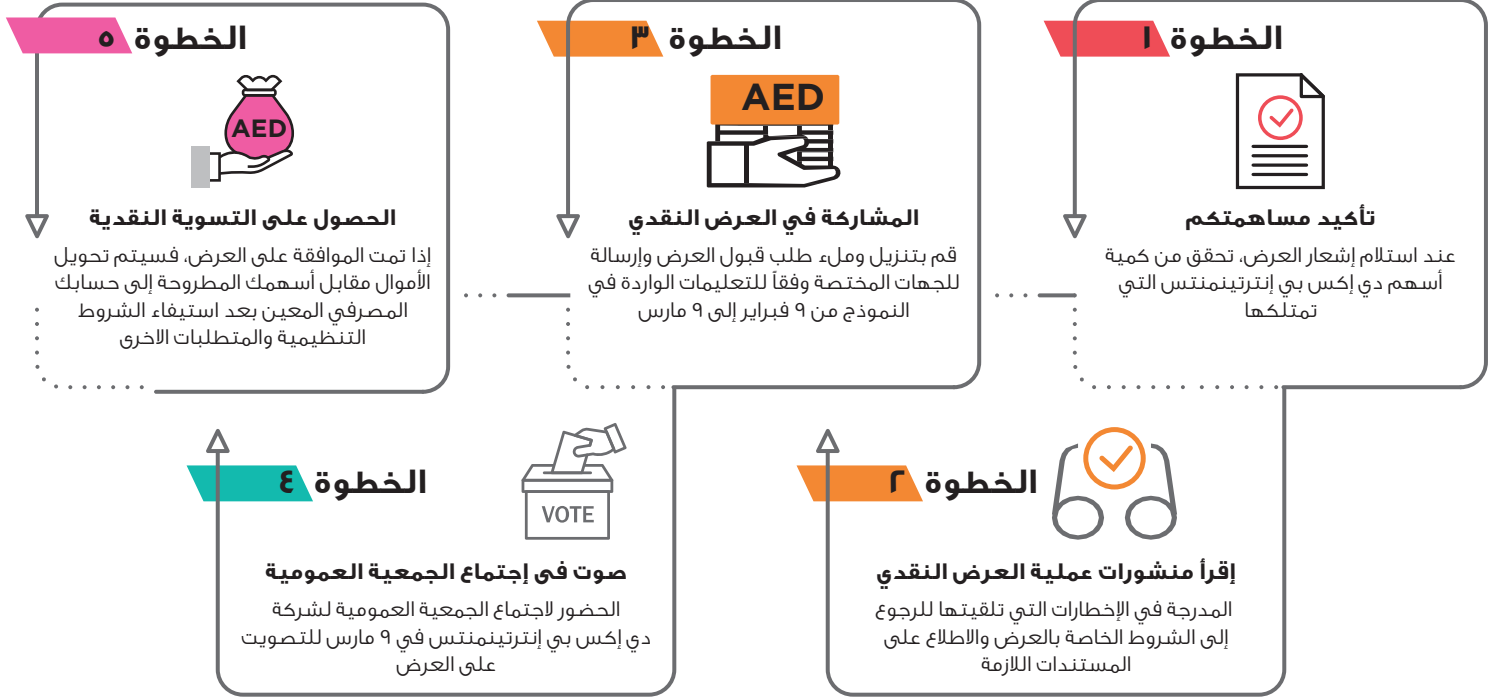 الخطوة ١
تأكيد مساهمتكم
عند استلام إشعار العرض، تحقق من كمية
أسهم دي إكس بي إنترتينمنتس التي
تمتلكها
الخطوة ٢
إقرأ منشورات عملية العرض النقدي
المدرجة في الإخطارات التي تلقيتها للرجوع
إلى الشروط الخاصة بالعرض والاطلاع على
المستندات اللازمة
الخطوة ٣
AED
المشاركة في العرض النقدي
قم بتنزيل وملء طلب قبول العرض وإرسالة
للجهات المختصة وفقاً للتعليمات الواردة في
النموذج من ٩ فبراير إلى ٩ مارس
الخطوة ٤
VOTE
صوت فى إجتماع الجمعية العمومية
الحضور لاجتماع الجمعية العمومية لشركة
دي إكس بي إنترتينمنتس في ٩ مارس للتصويت
على العرض
الخطوة ٥
AED
الحصول على التسوية النقدية
إذا تمت الموافقة على العرض، فسيتم تحويل
الأموال مقابل أسهمك المطروحة إلى حسابك
المصرفي المعين بعد استيفاء الشروط
التنظيمية والمتطلبات الاخرى